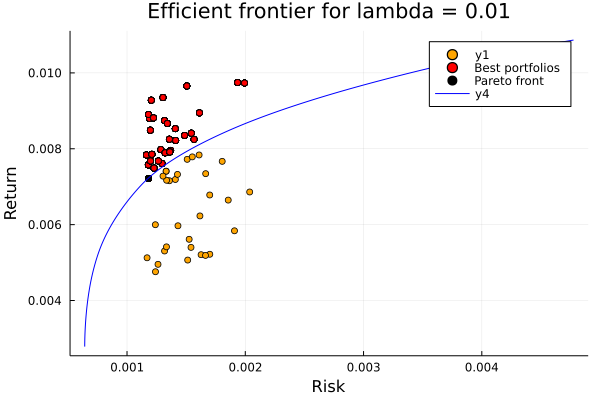 Efficient frontier for lambda = 0.01
Return
0.010
0.008
0.006
0.004
y1
Best portfolios
Pareto front
y4
0.001
0.002
0.003
0.004
Risk